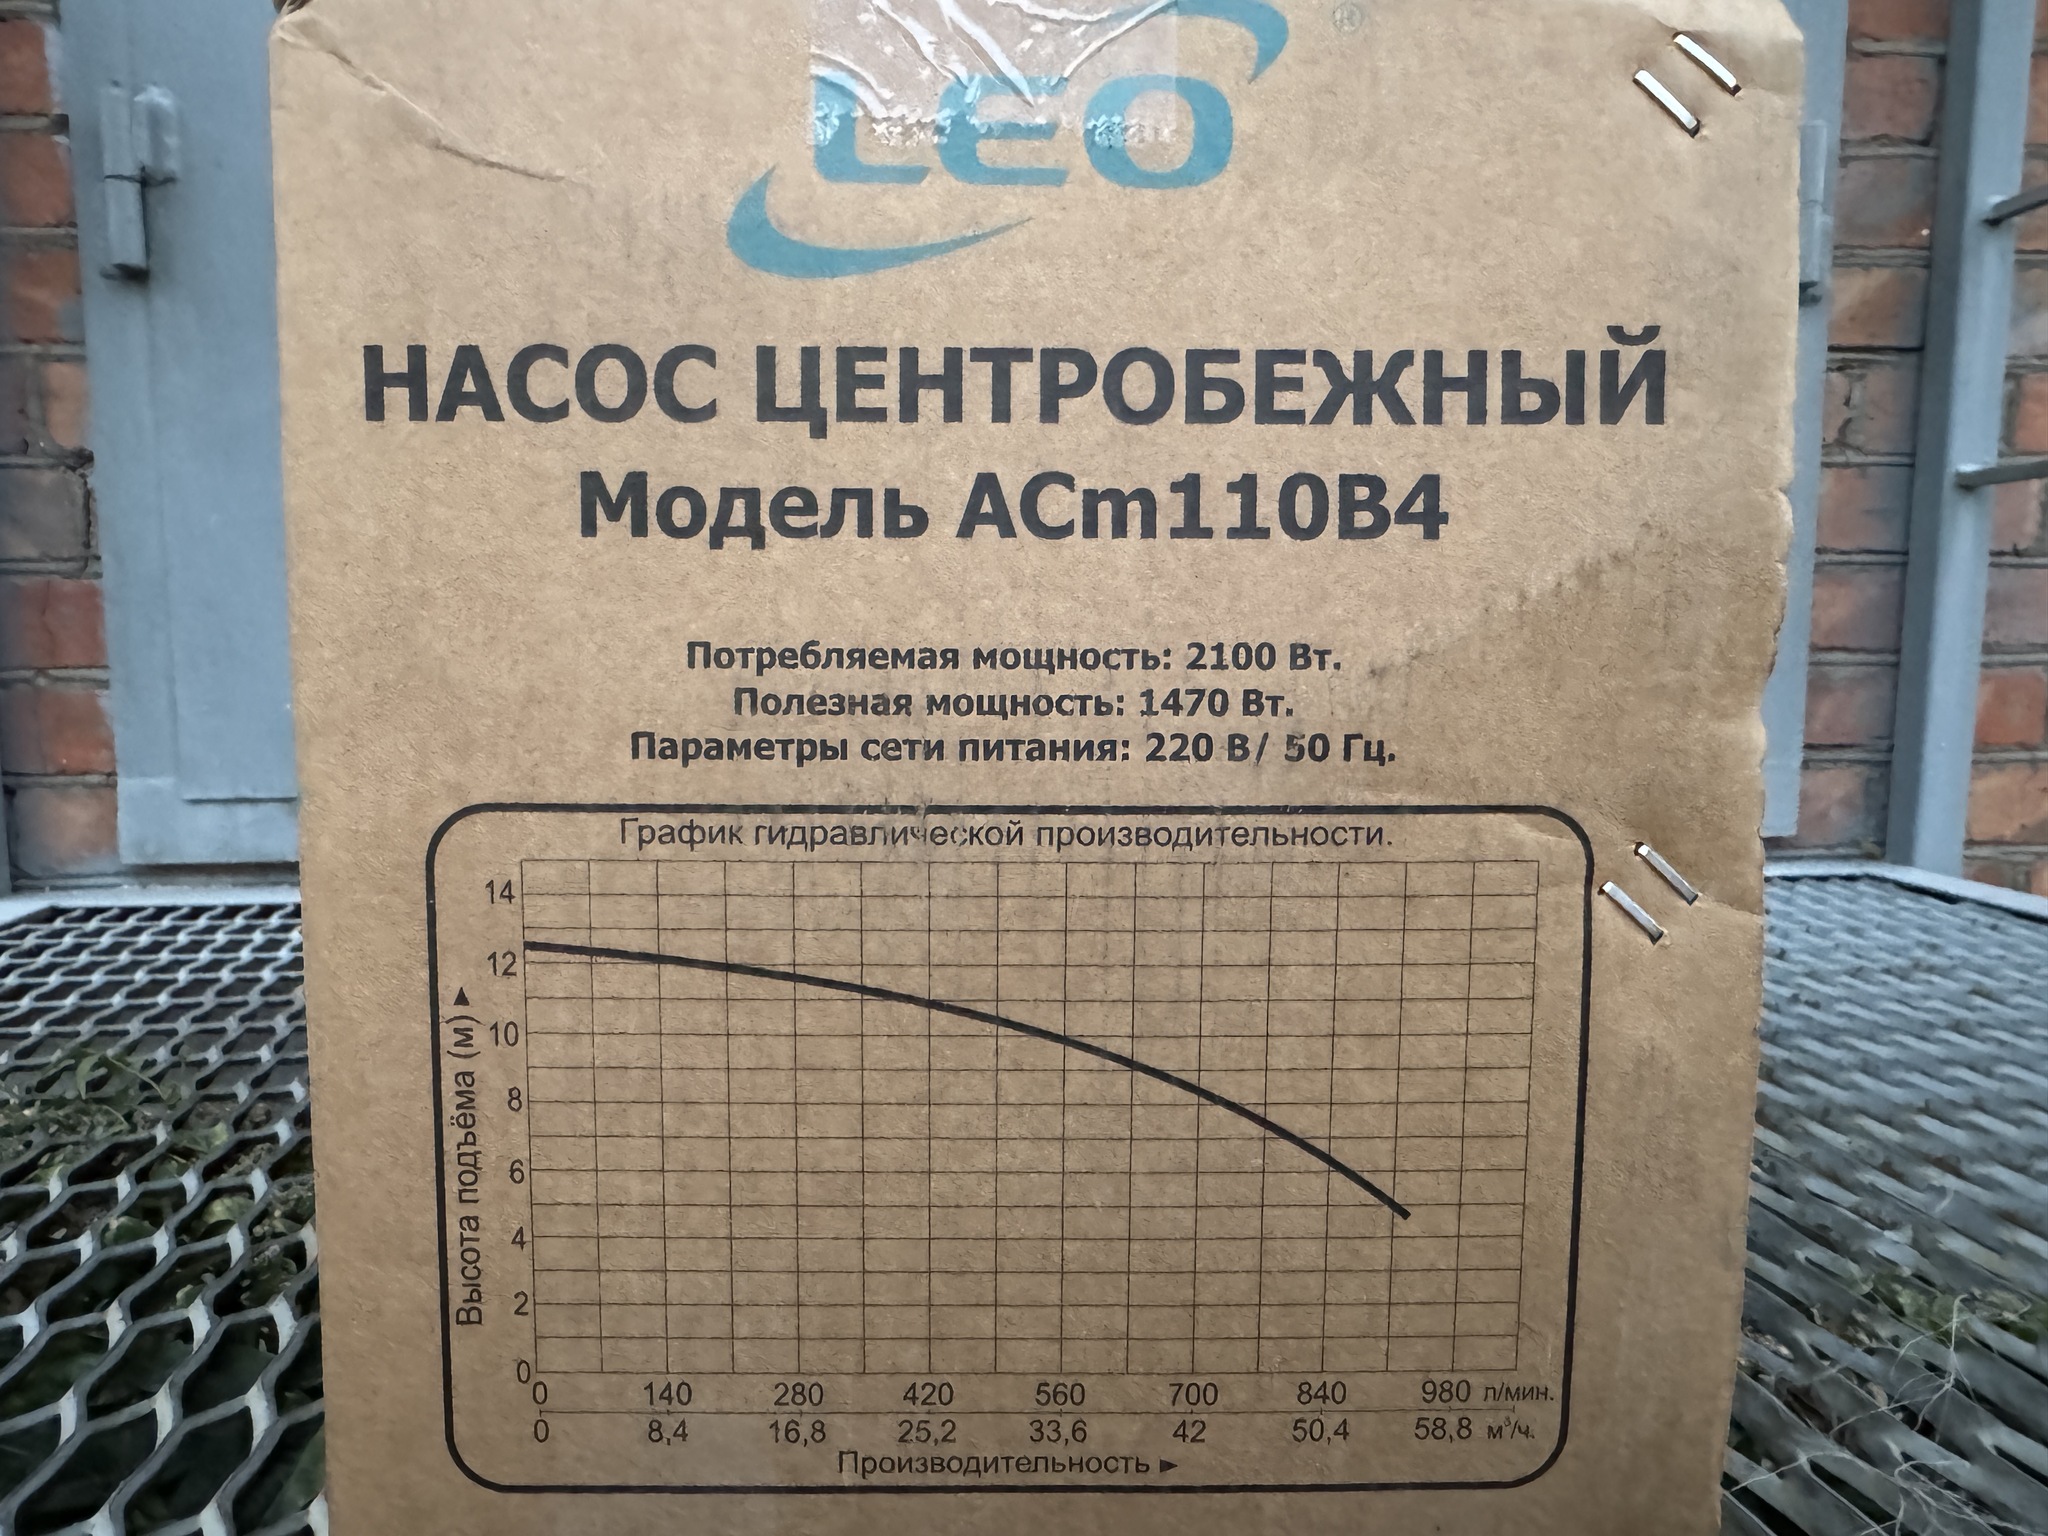 LEO ®
НАСОС ЦЕНТРОБЕЖНЫЙ
Модель ACm110B4
Потребляемая мощность: 2100 Вт.
Полезная мощность: 1470 Вт.
Параметры сети питания: 220 В/ 50 Гц.
График гидравлической производительности.
Высота подъёма (м) ►
14
12
10
8
6
4
2
0
0 140 280 420 560 700 840 980 л/мин.
0 8,4 16,8 25,2 33,6 42 50,4 58,8 м³/ч.
Производительность ►